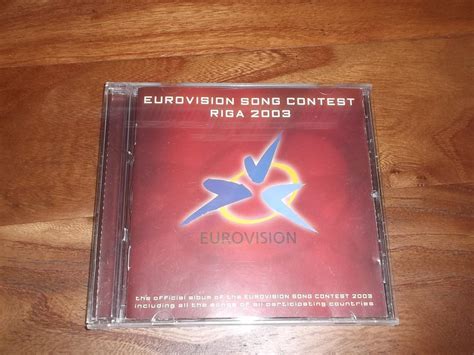 EUROVISION SONG CONTEST
RIGA 2003
EUROVISION
the official album of the EUROVISION SONG CONTEST 2003
including all the songs of all participating countries